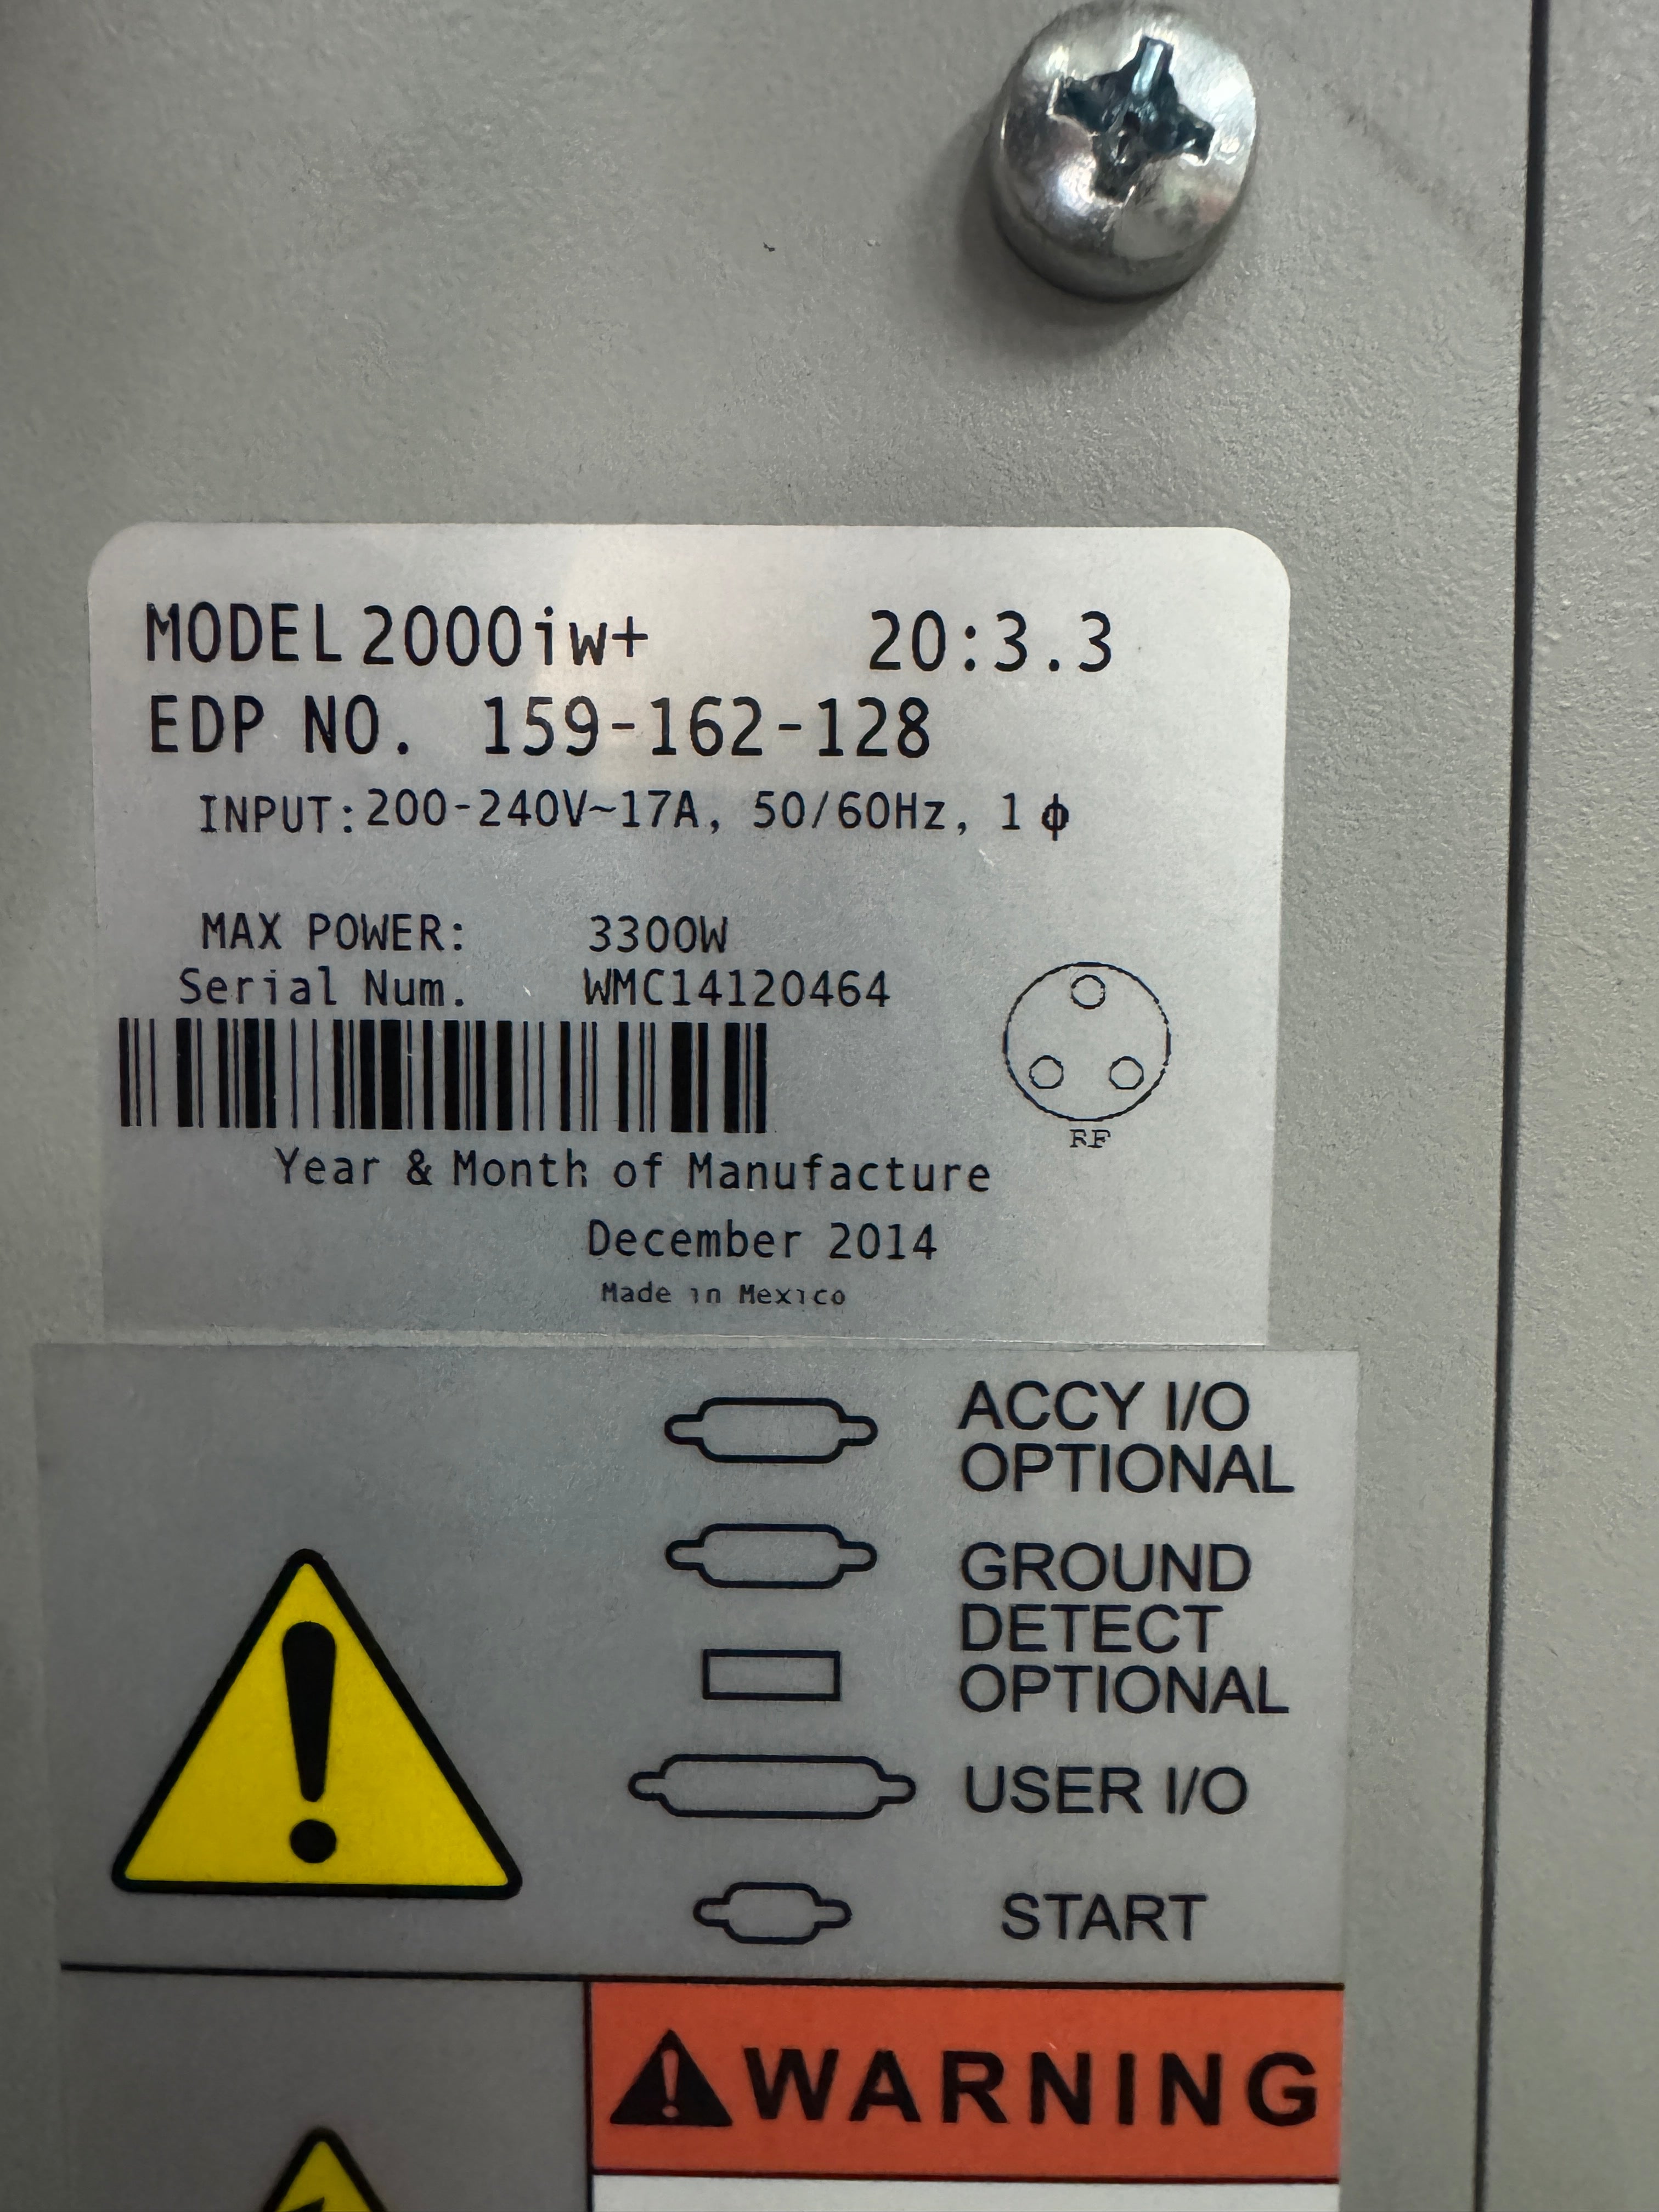 MODEL 2000iw+ 20:3.3
EDP NO. 159-162-128
INPUT: 200-240V~17A, 50/60Hz, 1 ϕ
MAX POWER: 3300W
Serial Num. WMC14120464
RF
Year & Month of Manufacture
December 2014
Made in Mexico
ACCY I/O
OPTIONAL
GROUND
DETECT
OPTIONAL
USER I/O
START
WARNING